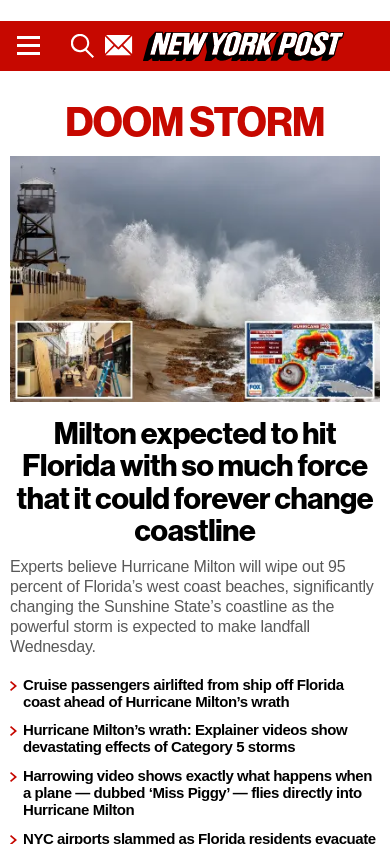 NEW YORK POST
DOOM STORM
Milton expected to hit
Florida with so much force
that it could forever change
coastline
Experts believe Hurricane Milton will wipe out 95
percent of Florida's west coast beaches, significantly
changing the Sunshine State's coastline as the
powerful storm is expected to make landfall
Wednesday.
Cruise passengers airlifted from ship off Florida
coast ahead of Hurricane Milton's wrath
Hurricane Milton's wrath: Explainer videos show
devastating effects of Category 5 storms
Harrowing video shows exactly what happens when
a plane — dubbed ‘Miss Piggy’ — flies directly into
Hurricane Milton
NYC airports slammed as Florida residents evacuate